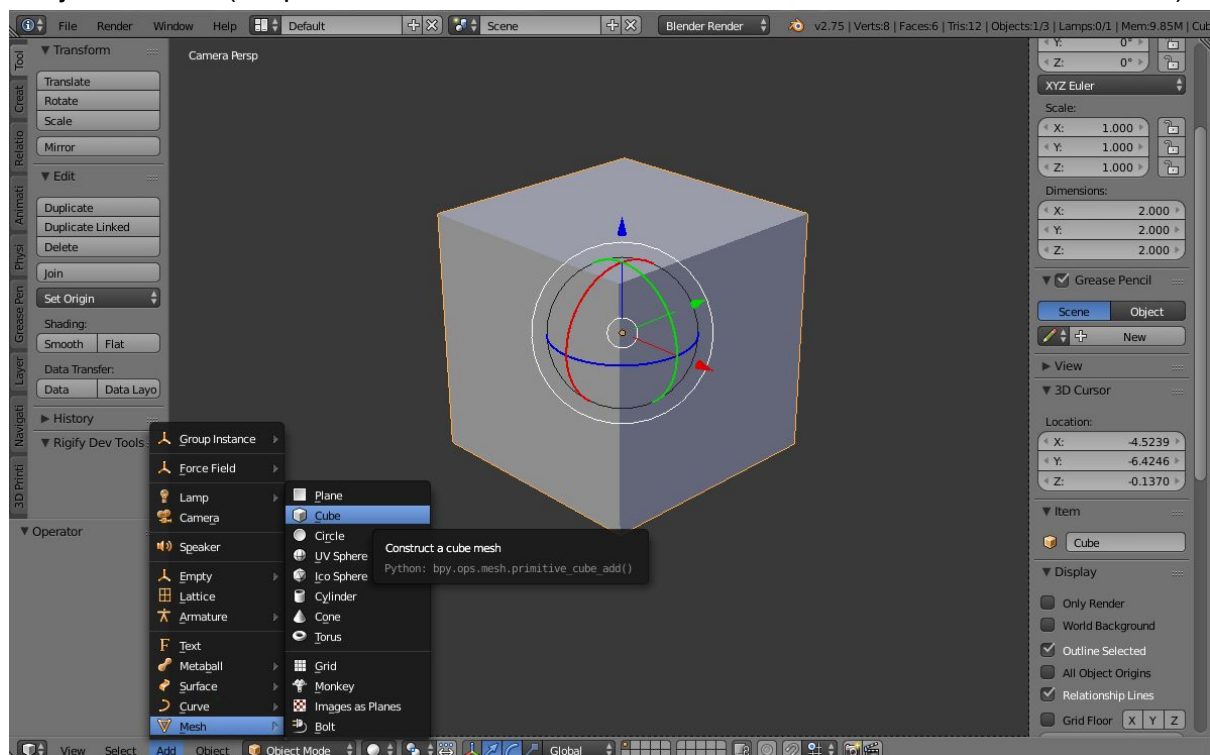 File Render Window Help Default Scene Blender Render v2.75 | Verts:8 | Faces:6 | Tris:12 | Objects:1/3 | Lamps:0/1 | Mem:9.85M | Cub
Tool
Creat
Relatio
Animati
Physi
Grease Pen
Layer
Navigati
3D Printi
Transform
Translate
Rotate
Scale
Mirror
Edit
Duplicate
Duplicate Linked
Delete
Join
Set Origin
Shading:
Smooth Flat
Data Transfer:
Data Data Layo
History
Rigify Dev Tools
Operator
Camera Persp
Group Instance
Force Field
Lamp
Camera
Speaker
Empty
Lattice
Armature
Text
Metaball
Surface
Curve
Mesh
Plane
Cube
Circle
UV Sphere
Ico Sphere
Cylinder
Cone
Torus
Grid
Monkey
Images as Planes
Bolt
Construct a cube mesh
Python: bpy.ops.mesh.primitive_cube_add()
Y: 0°
Z: 0°
XYZ Euler
Scale:
X: 1.000
Y: 1.000
Z: 1.000
Dimensions:
X: 2.000
Y: 2.000
Z: 2.000
Grease Pencil
Scene Object
New
View
3D Cursor
Location:
X: -4.5239
Y: -6.4246
Z: -0.1370
Item
Cube
Display
Only Render
World Background
Outline Selected
All Object Origins
Relationship Lines
Grid Floor X Y Z
View Select Add Object Object Mode Global